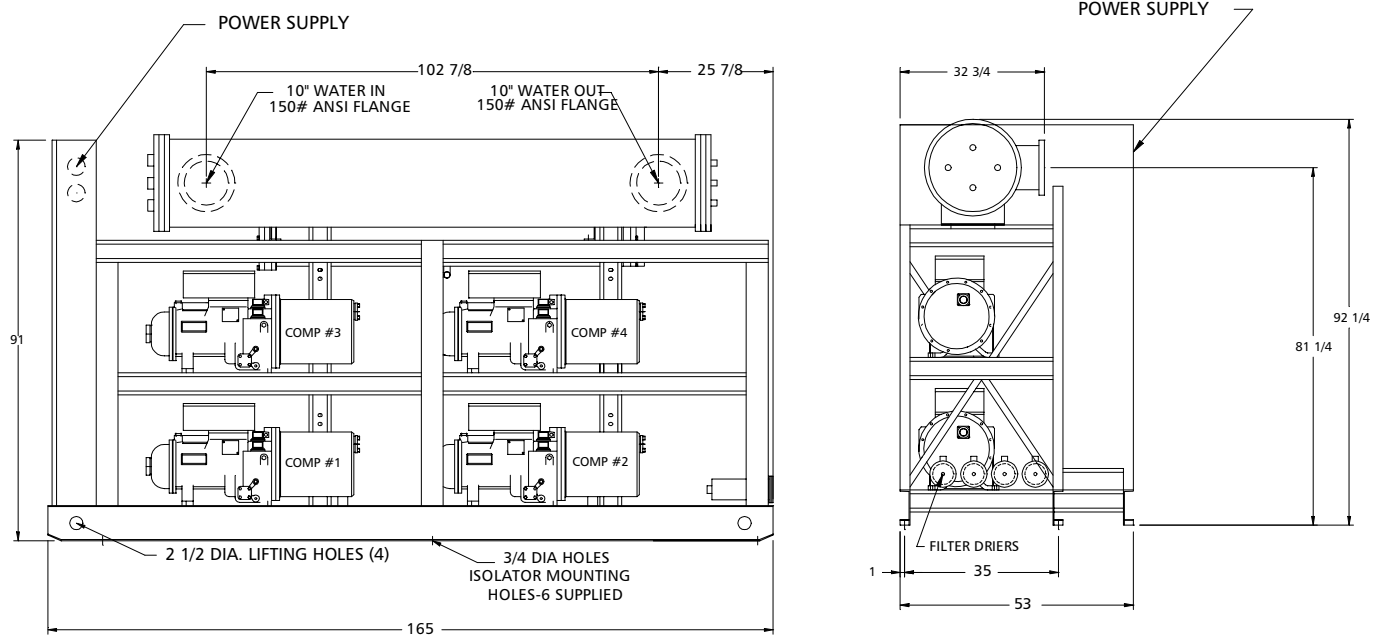 POWER SUPPLY
POWER SUPPLY
102 7/8
25 7/8
32 3/4
10" WATER IN
150# ANSI FLANGE
10" WATER OUT
150# ANSI FLANGE
91
COMP #3
COMP #4
92 1/4
81 1/4
COMP #1
COMP #2
2 1/2 DIA. LIFTING HOLES (4)
3/4 DIA HOLES
ISOLATOR MOUNTING
HOLES-6 SUPPLIED
FILTER DRIERS
1
35
53
165